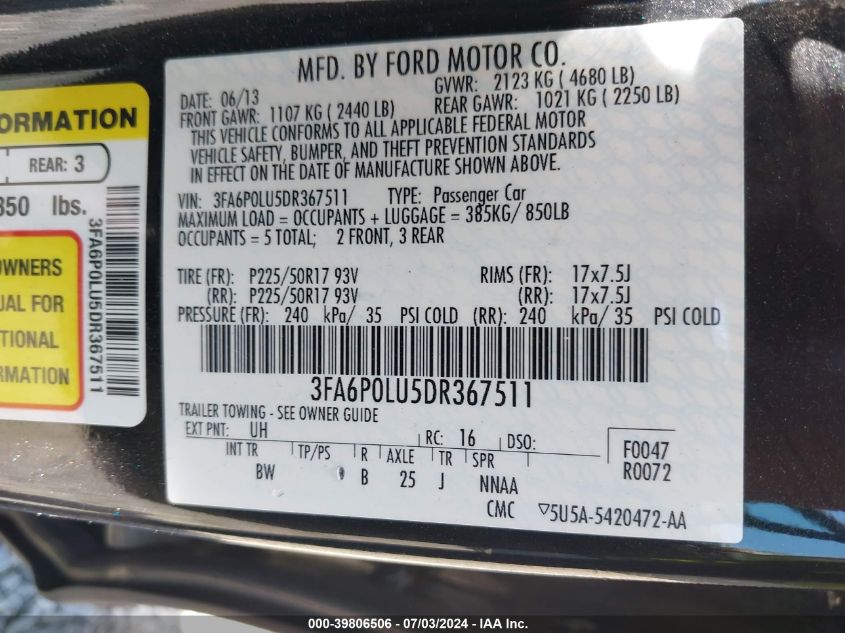 MFD. BY FORD MOTOR CO.
DATE: 06/13
GVWR: 2123 KG ( 4680 LB)
FRONT GAWR: 1107 KG ( 2440 LB)
REAR GAWR: 1021 KG ( 2250 LB)
THIS VEHICLE CONFORMS TO ALL APPLICABLE FEDERAL MOTOR
VEHICLE SAFETY, BUMPER, AND THEFT PREVENTION STANDARDS
IN EFFECT ON THE DATE OF MANUFACTURE SHOWN ABOVE.
VIN: 3FA6P0LU5DR367511 TYPE: Passenger Car
MAXIMUM LOAD = OCCUPANTS + LUGGAGE = 385KG/ 850LB
OCCUPANTS = 5 TOTAL; 2 FRONT, 3 REAR
TIRE (FR): P225/50R17 93V RIMS (FR): 17x7.5J
(RR): P225/50R17 93V (RR): 17x7.5J
PRESSURE (FR): 240 kPa/ 35 PSI COLD (RR): 240 kPa/ 35 PSI COLD
3FA6P0LU5DR367511
TRAILER TOWING - SEE OWNER GUIDE
EXT PNT: UH RC: 16 DSO:
F0047
R0072
INT TR TP/PS R AXLE TR SPR
BW B 25 J NNAA
CMC 5U5A-5420472-AA
ORMATION
REAR: 3
850 lbs.
OWNERS
UAL FOR
TIONAL
RMATION
3FA6P0LU5DR367511
000-39806506 - 07/03/2024 - IAA Inc.